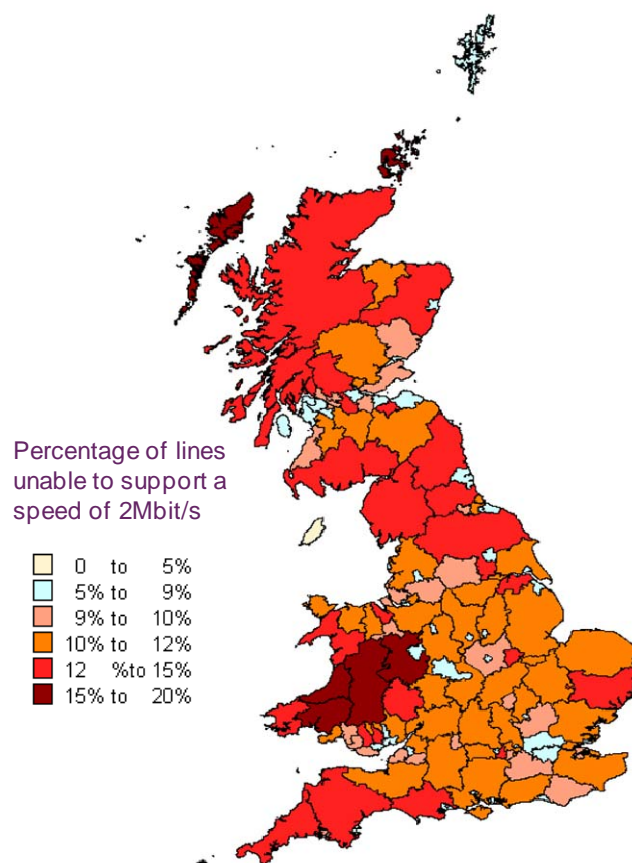 Percentage of lines
unable to support a
speed of 2Mbit/s
0 to 5%
5% to 9%
9% to 10%
10% to 12%
12 %to 15%
15% to 20%